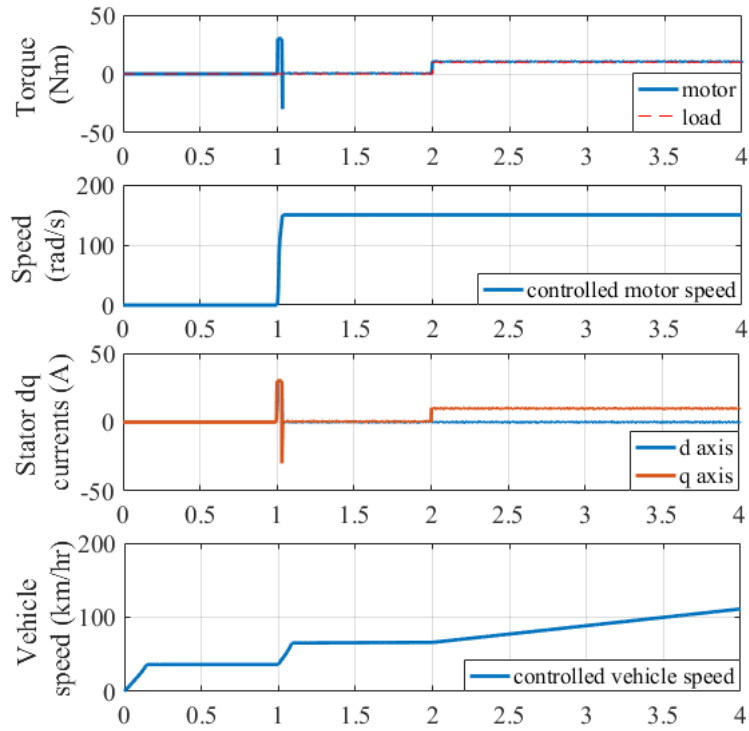 Torque
(Nm)
50
0
-50
motor
load
0 0.5 1 1.5 2 2.5 3 3.5 4
Speed
(rad/s)
200
100
0
controlled motor speed
0 0.5 1 1.5 2 2.5 3 3.5 4
Stator dq
currents (A)
50
0
-50
d axis
q axis
0 0.5 1 1.5 2 2.5 3 3.5 4
Vehicle
speed (km/hr)
200
100
0
controlled vehicle speed
0 0.5 1 1.5 2 2.5 3 3.5 4